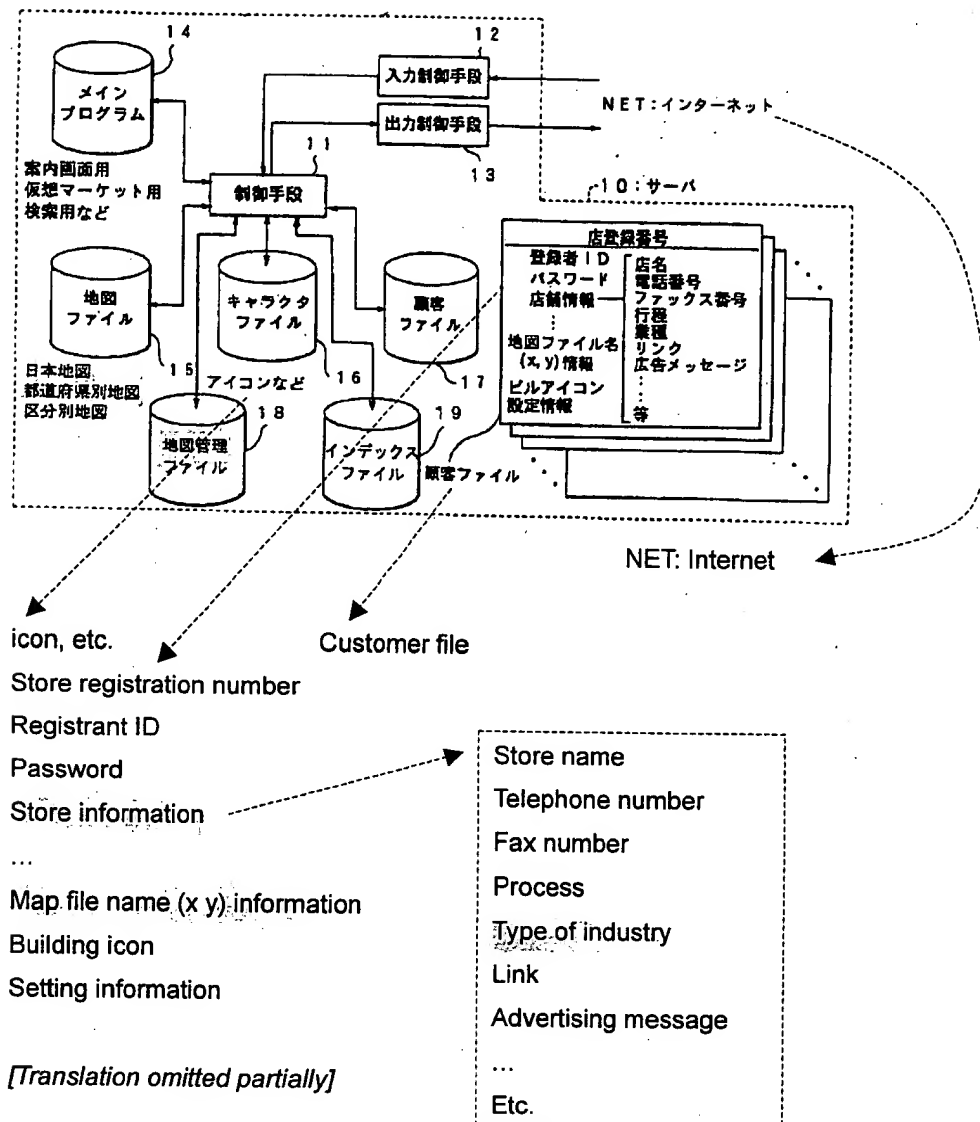 14
メイン
プログラム
案内画面用
仮想マーケット用
検索用など
12
入力制御手段
出力制御手段
13
NET:インターネット
11
制御手段
10:サーバ
地図
ファイル
15
日本地図
都道府県別地図
区分別地図
キャラクタ
ファイル
16
アイコンなど
顧客
ファイル
17
地図管理
ファイル
18
インデックス
ファイル
19
顧客ファイル
店登録番号
登録者ID
パスワード
店舗情報
⋮
地図ファイル名
(x, y)情報
ビルアイコン
設定情報
店名
電話番号
ファックス番号
行程
業種
リンク
広告メッセージ
⋮
等
NET: Internet
icon, etc.
Customer file
Store registration number
Registrant ID
Password
Store information
...
Map file name (x y) information
Building icon
Setting information
[Translation omitted partially]
Store name
Telephone number
Fax number
Process
Type of industry
Link
Advertising message
...
Etc.